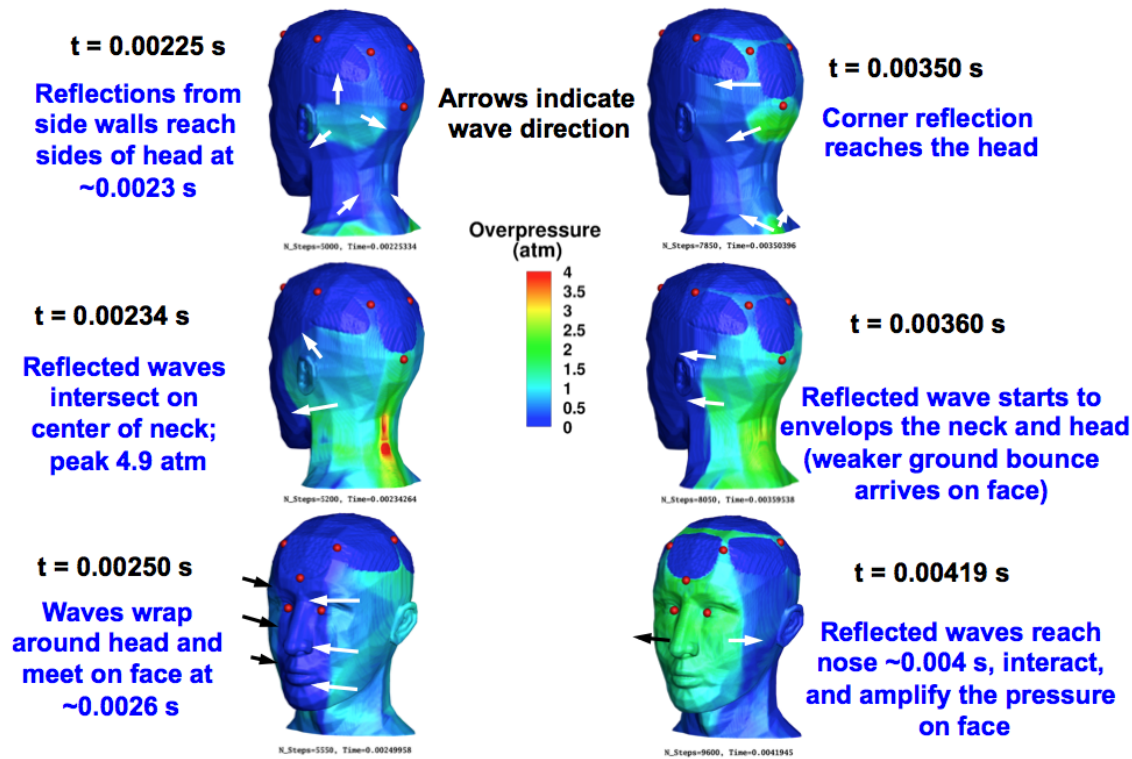 t = 0.00225 s
Reflections from
side walls reach
sides of head at
~0.0023 s
N_Steps=5000, Time=0.00225334
Arrows indicate
wave direction
t = 0.00350 s
Corner reflection
reaches the head
N_Steps=7850, Time=0.00350396
Overpressure
(atm)
4
3.5
3
2.5
2
1.5
1
0.5
0
t = 0.00234 s
Reflected waves
intersect on
center of neck;
peak 4.9 atm
N_Steps=5200, Time=0.00234264
t = 0.00360 s
Reflected wave starts to
envelops the neck and head
(weaker ground bounce
arrives on face)
N_Steps=8050, Time=0.00359538
t = 0.00250 s
Waves wrap
around head and
meet on face at
~0.0026 s
N_Steps=5550, Time=0.00249958
t = 0.00419 s
Reflected waves reach
nose ~0.004 s, interact,
and amplify the pressure
on face
N_Steps=9600, Time=0.0041945